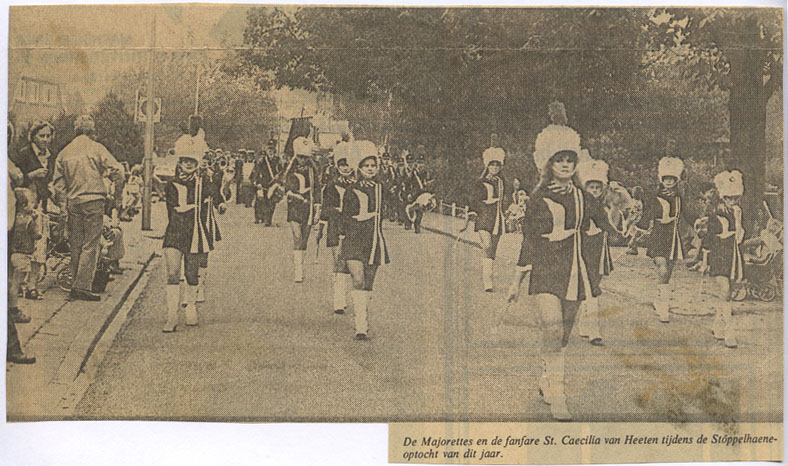 De Majorettes en de fanfare St. Caecilia van Heeten tijdens de Stöppelhaene-
optocht van dit jaar.